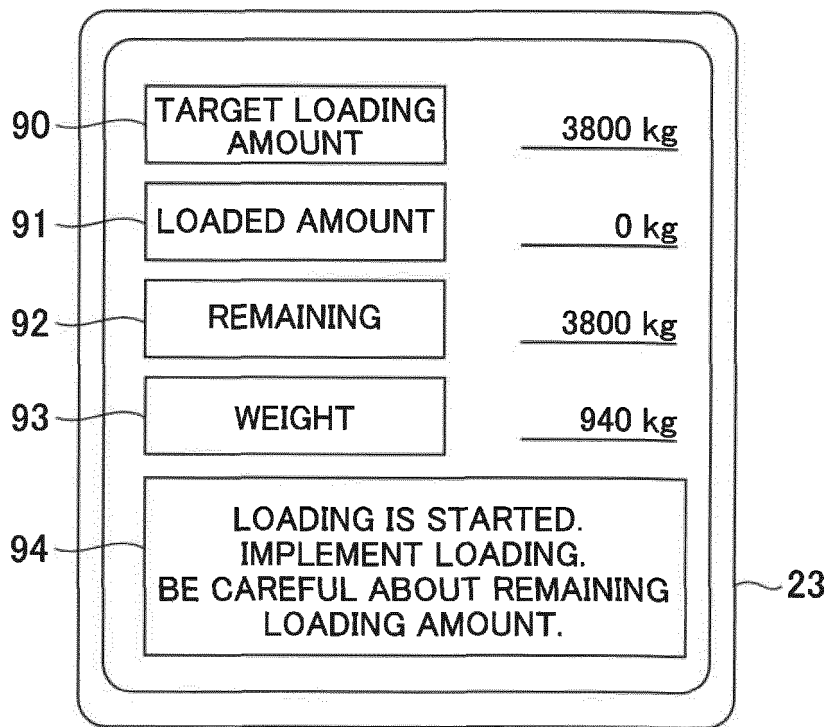 90
TARGET LOADING
AMOUNT
3800 kg
91
LOADED AMOUNT
0 kg
92
REMAINING
3800 kg
93
WEIGHT
940 kg
94
LOADING IS STARTED.
IMPLEMENT LOADING.
BE CAREFUL ABOUT REMAINING
LOADING AMOUNT.
23